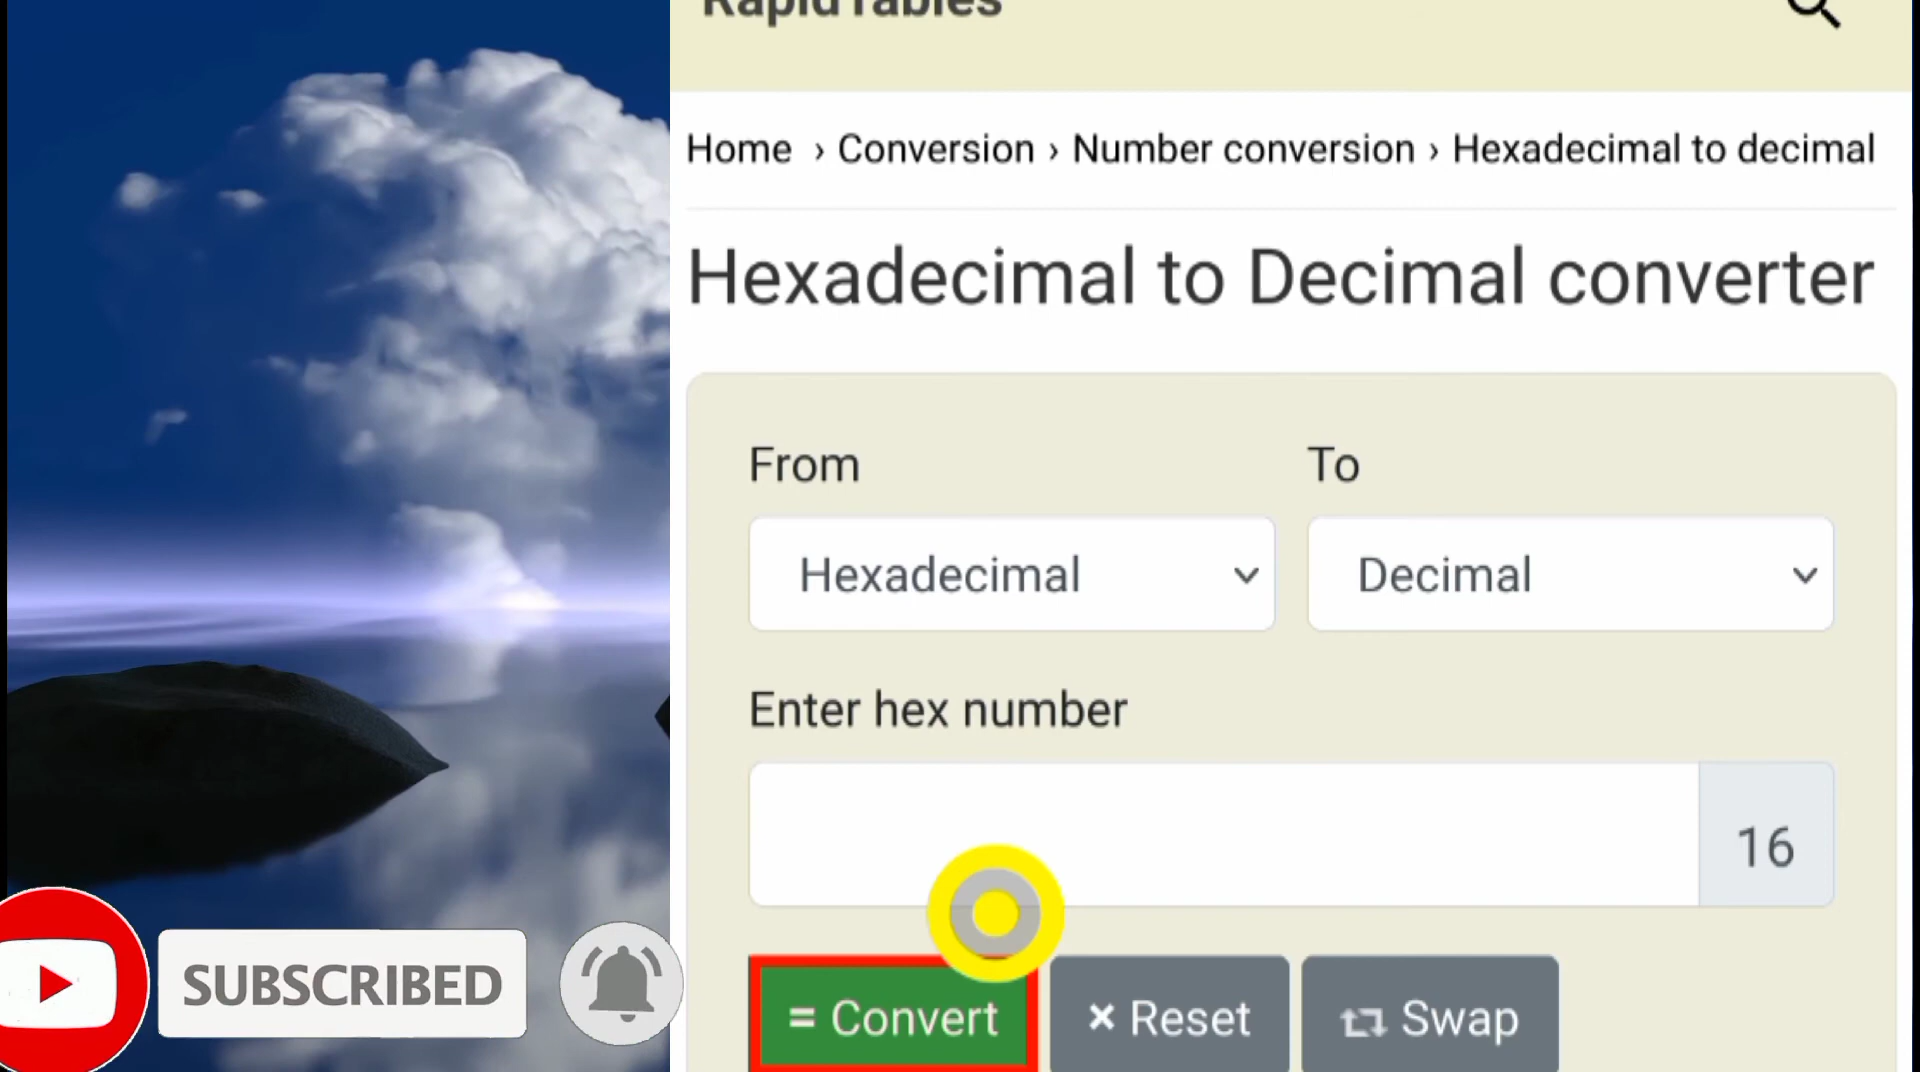 RapidTables
Home › Conversion › Number conversion › Hexadecimal to decimal
Hexadecimal to Decimal converter
From
To
Hexadecimal
Decimal
Enter hex number
16
= Convert
× Reset
Swap
SUBSCRIBED